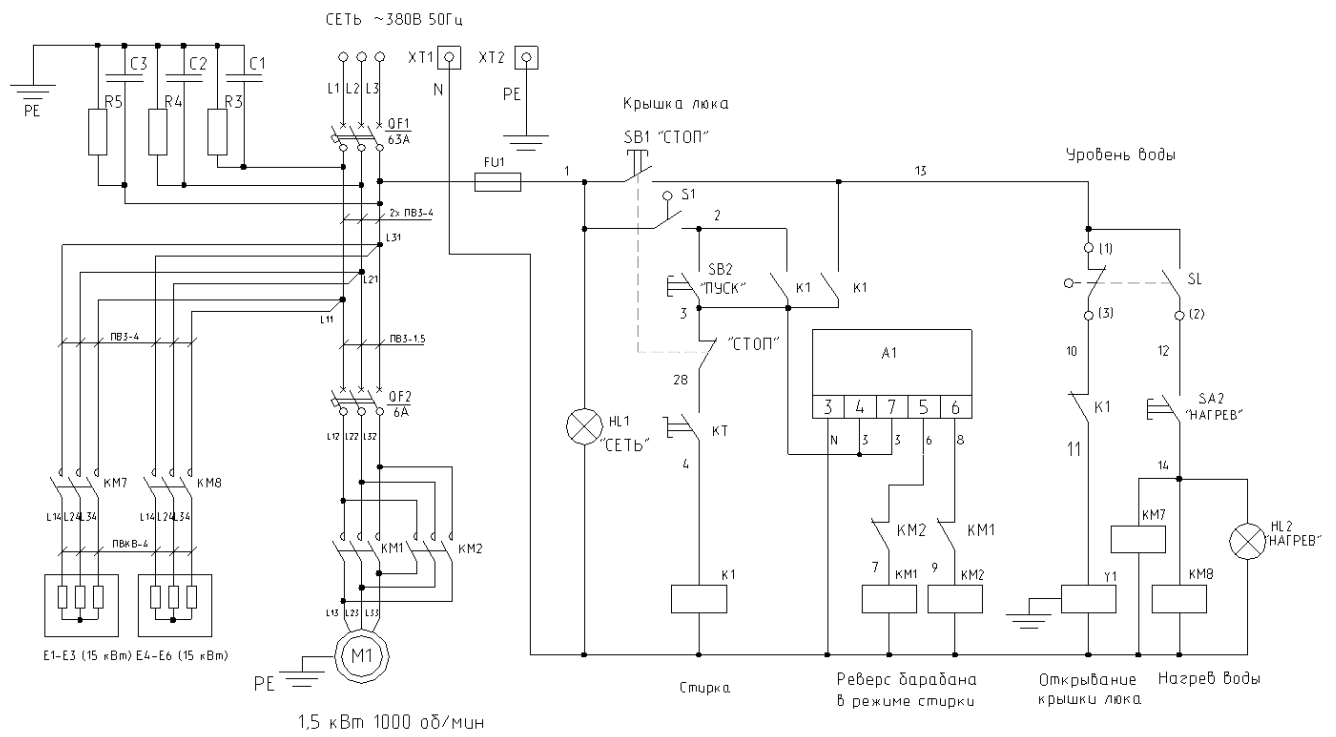 СЕТЬ ~380В 50Гц
C3
C2
C1
XT1
XT2
L1
L2
L3
N
PE
PE
R5
R4
R3
QF1
63А
Крышка люка
SB1 "СТОП"
FU1
1
13
Уровень воды
S1
2
2х ПВ3-4
L31
L21
L11
SB2
"ПУСК"
K1
K1
(1)
SL
3
(3)
(2)
ПВ3-4
ПВ3-1.5
"СТОП"
A1
10
12
28
QF2
6А
3
4
7
5
6
K1
SA2
"НАГРЕВ"
HL1
"СЕТЬ"
KT
N
3
3
6
8
L12
L22
L32
4
11
14
KM7
KM8
L14
L24
L34
L14
L24
L34
KM7
HL2
"НАГРЕВ"
KM1
KM2
KM2
KM1
ПВКВ-4
7
9
K1
KM1
KM2
Y1
KM8
L13
L23
L33
E1-E3 (15 кВт)
E4-E6 (15 кВт)
M1
PE
Стирка
Реверс барабана
в режиме стирки
Открывание
крышки люка
Нагрев воды
1,5 кВт 1000 об/мин